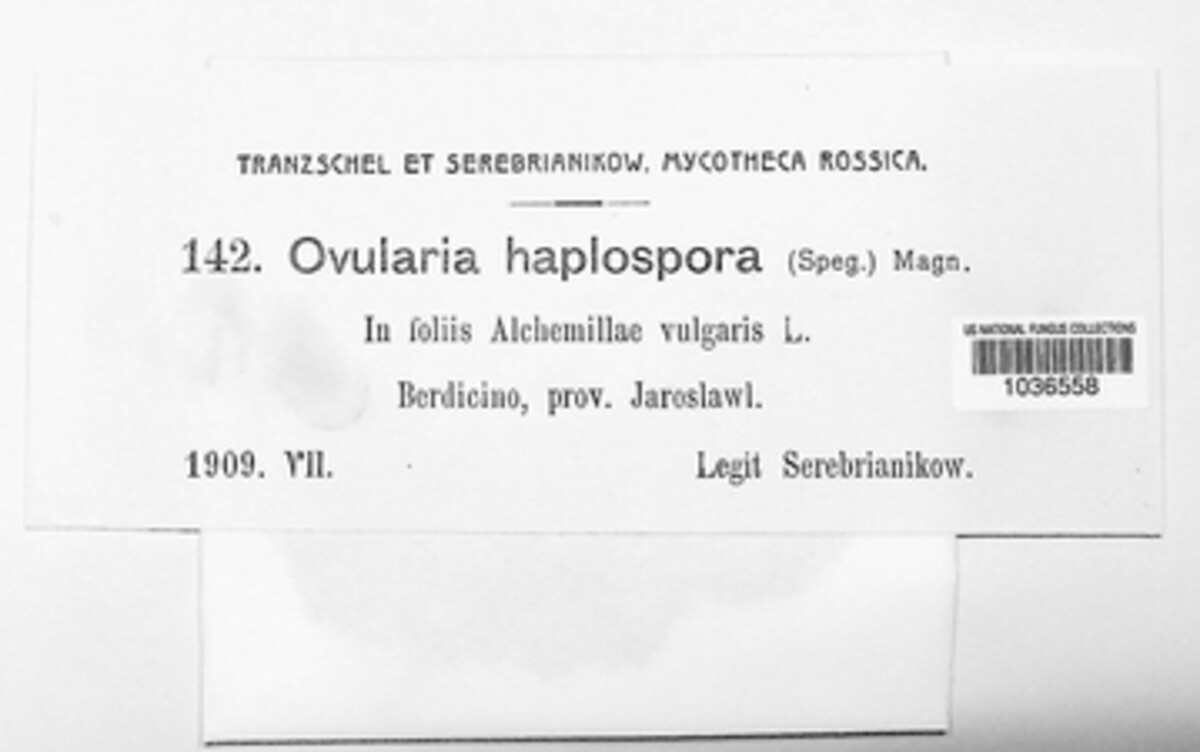 TRANZSCHEL ET SEREBRIANIKOW. MYCOTHECA ROSSICA.
142. Ovularia haplospora (Speg.) Magn.
In foliis Alchemillae vulgaris L.
Berdicino, prov. Jaroslawl.
1909. VII. Legit Serebrianikow.
US NATIONAL FUNGUS COLLECTIONS
1036558